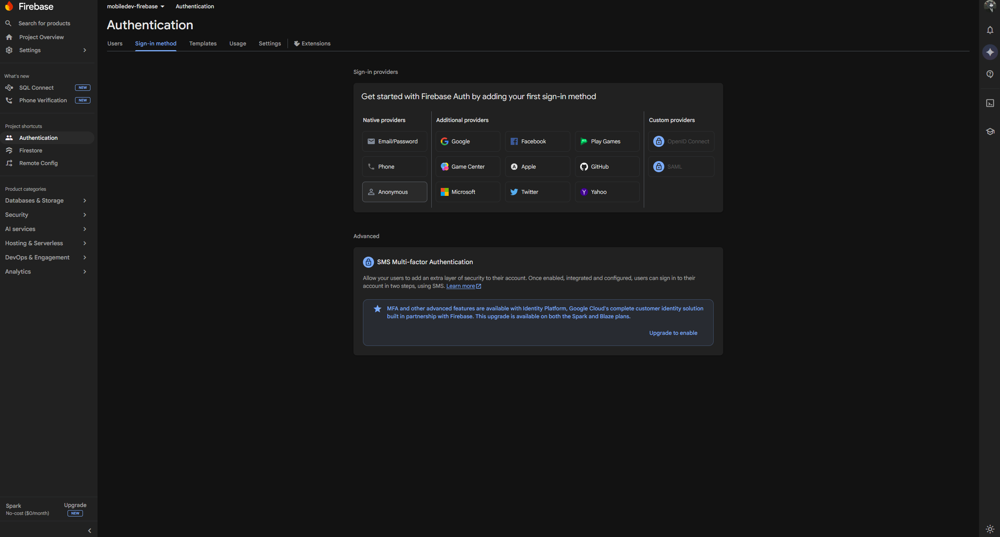 Firebase
Search for products
Project Overview
Settings
What's new
SQL Connect NEW
Phone Verification NEW
Project shortcuts
Authentication
Firestore
Remote Config
Product categories
Databases & Storage
Security
AI services
Hosting & Serverless
DevOps & Engagement
Analytics
Spark
No-cost ($0/month)
Upgrade
NEW
mobiledev-firebase Authentication
Authentication
Users Sign-in method Templates Usage Settings Extensions
Sign-in providers
Get started with Firebase Auth by adding your first sign-in method
Native providers Additional providers Custom providers
Email/Password Google Facebook Play Games OpenID Connect
Phone Game Center Apple GitHub SAML
Anonymous Microsoft Twitter Yahoo
Advanced
SMS Multi-factor Authentication
Allow your users to add an extra layer of security to their account. Once enabled, integrated and configured, users can sign in to their
account in two steps, using SMS. Learn more
MFA and other advanced features are available with Identity Platform, Google Cloud's complete customer identity solution
built in partnership with Firebase. This upgrade is available on both the Spark and Blaze plans.
Upgrade to enable